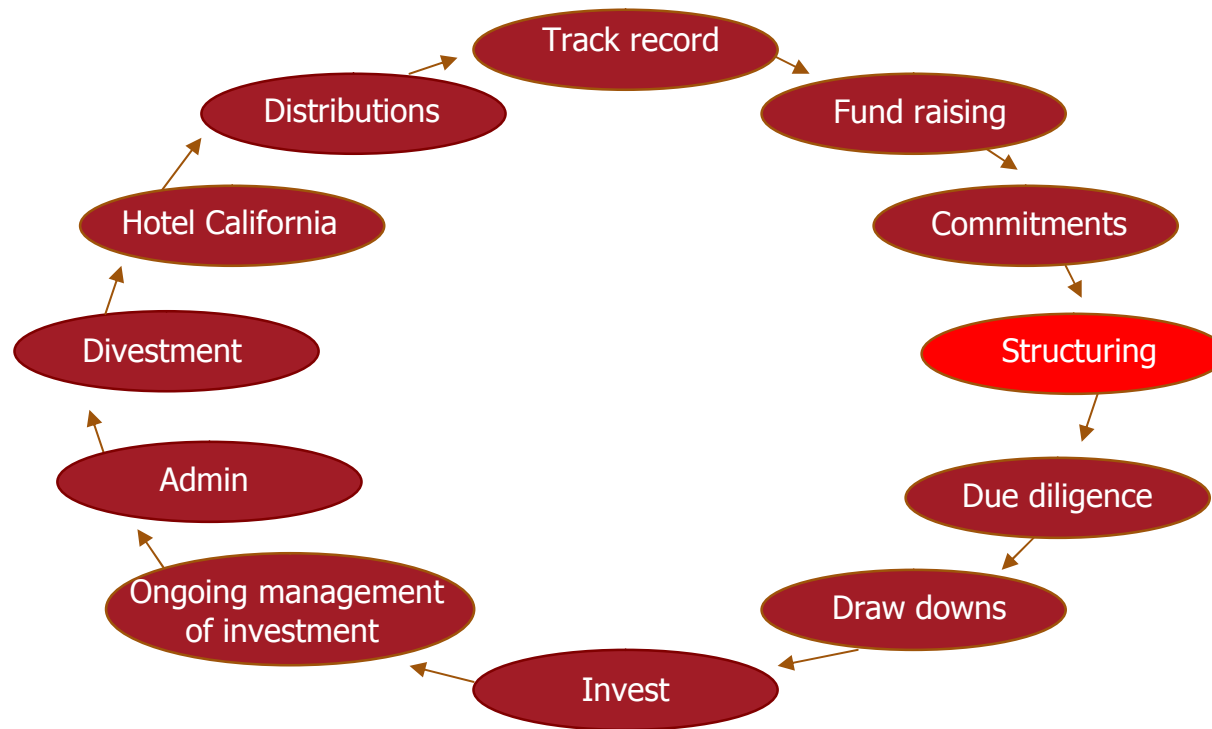 Track record
Fund raising
Commitments
Structuring
Due diligence
Draw downs
Invest
Ongoing management
of investment
Admin
Divestment
Hotel California
Distributions